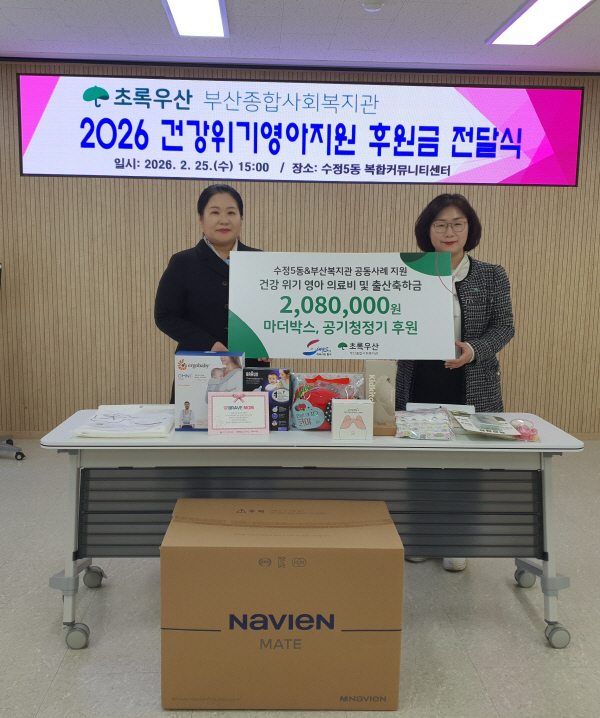 초록우산 부산종합사회복지관
2026 건강위기영아지원 후원금 전달식
일시: 2026. 2. 25.(수) 15:00 / 장소: 수정5동 복합커뮤니티센터
수정5동&부산복지관 공동사례 지원
건강 위기 영아 의료비 및 출산축하금
2,080,000원
마더박스, 공기청정기 후원
초록우산
ergobaby
BRAUN
NAVIEN
MATE
NAVIEN